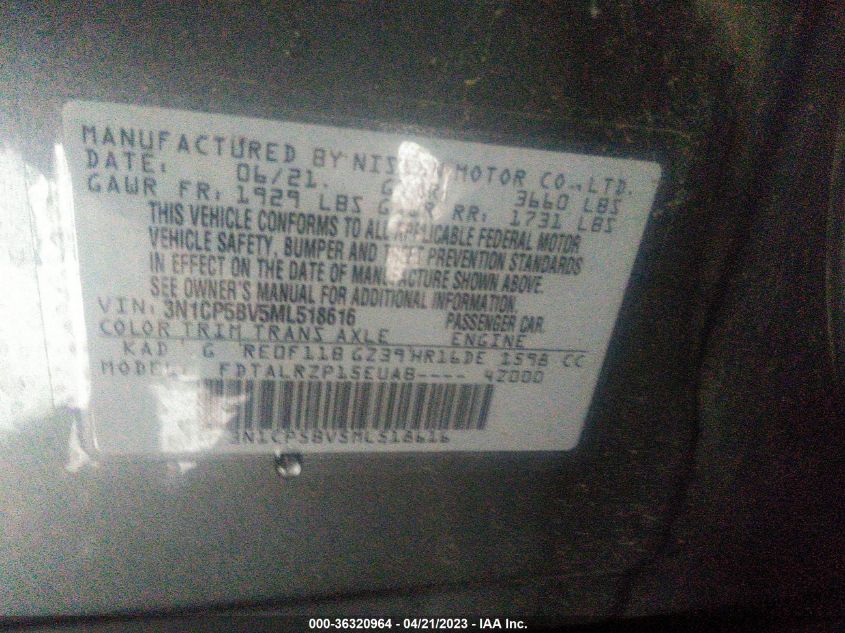 MANUFACTURED BY NISSAN MOTOR CO.,LTD.
DATE: 06/21. 3660 LBS
GAWR FR: 1929 LBS RR: 1731 LBS
THIS VEHICLE CONFORMS TO ALL APPLICABLE FEDERAL MOTOR
VEHICLE SAFETY, BUMPER AND THEFT PREVENTION STANDARDS
IN EFFECT ON THE DATE OF MANUFACTURE SHOWN ABOVE.
SEE OWNER'S MANUAL FOR ADDITIONAL INFORMATION.
VIN: 3N1CP5BV5ML518616 PASSENGER CAR.
COLOR TRIM TRANS AXLE ENGINE
KAD G RE0F11B GZ39 HR16DE 1598 CC
MODEL: FDTALRZP15EUAB---- 4Z000
3N1CP5BV5ML518616
000-36320964 - 04/21/2023 - IAA Inc.